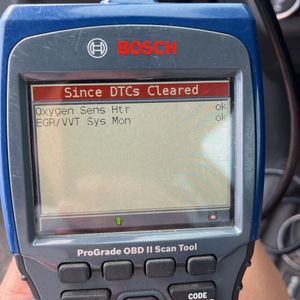 BOSCH
Since DTCs Cleared
Oxygen Sens Htr ok
EGR/VVT Sys Mon ok
ProGrade OBD II Scan Tool
CODE